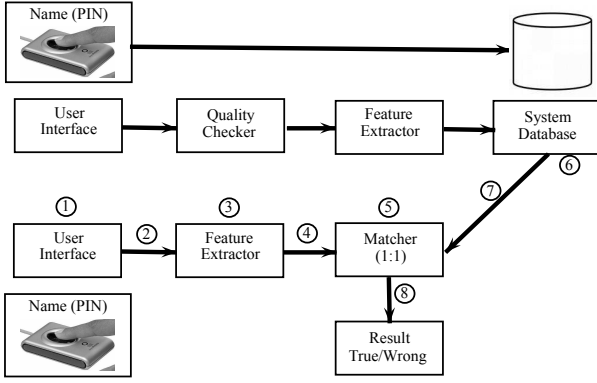 Name (PIN)
User
Interface
Quality
Checker
Feature
Extractor
System
Database
1
2
3
4
5
6
7
8
User
Interface
Feature
Extractor
Matcher
(1:1)
Name (PIN)
Result
True/Wrong